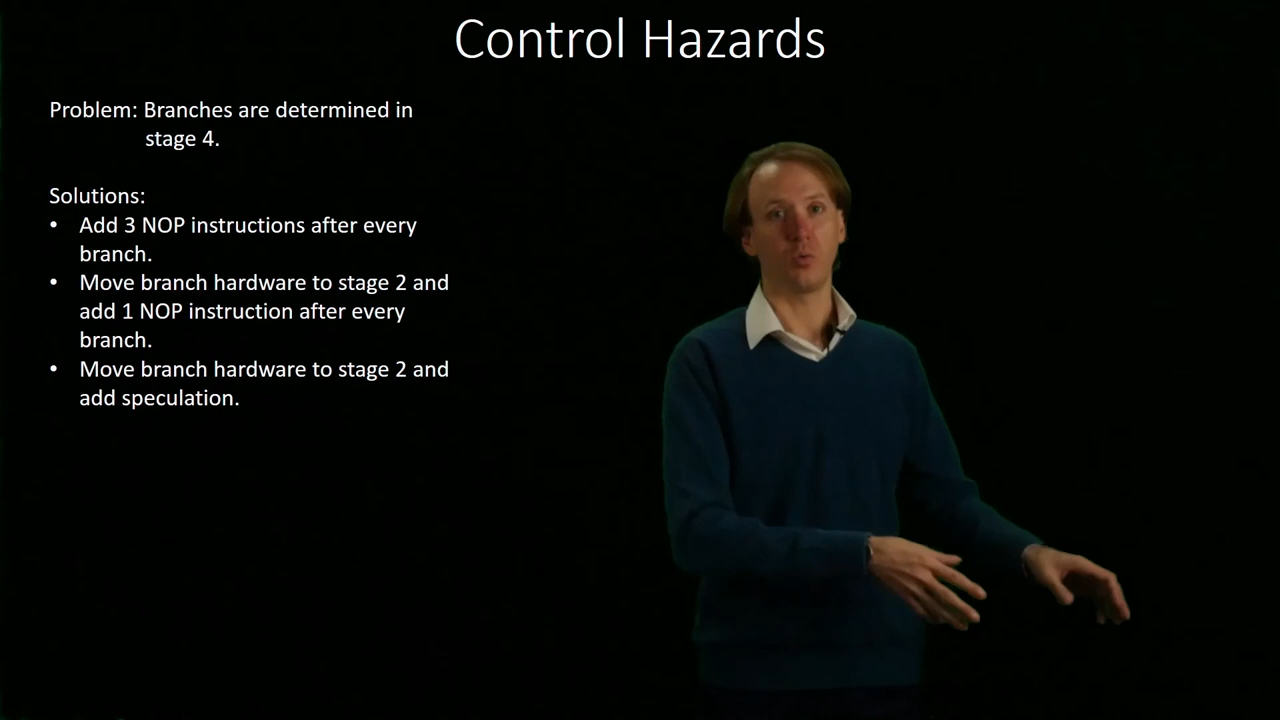 Control Hazards
Problem: Branches are determined in
stage 4.
Solutions:
• Add 3 NOP instructions after every
branch.
• Move branch hardware to stage 2 and
add 1 NOP instruction after every
branch.
• Move branch hardware to stage 2 and
add speculation.